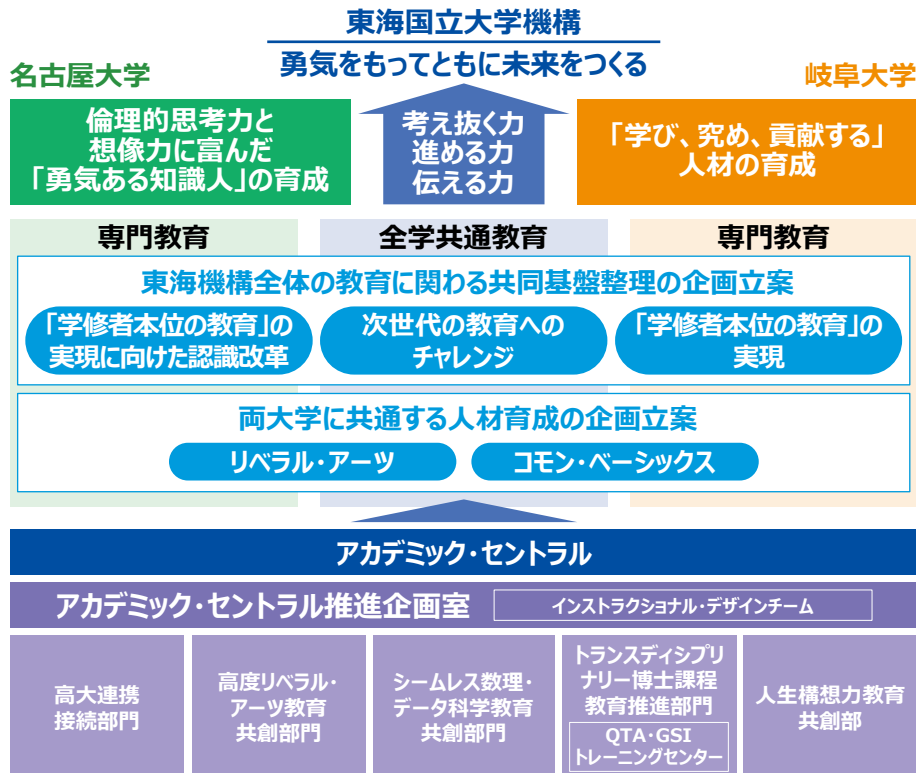 東海国立大学機構
勇気をもってともに未来をつくる
名古屋大学
岐阜大学
倫理的思考力と
想像力に富んだ
「勇気ある知識人」の育成
考え抜く力
進める力
伝える力
「学び、究め、貢献する」
人材の育成
専門教育
全学共通教育
専門教育
東海機構全体の教育に関わる共同基盤整理の企画立案
「学修者本位の教育」の
実現に向けた認識改革
次世代の教育への
チャレンジ
「学修者本位の教育」の
実現
両大学に共通する人材育成の企画立案
リベラル・アーツ
コモン・ベーシックス
アカデミック・セントラル
アカデミック・セントラル推進企画室
インストラクショナル・デザインチーム
高大連携
接続部門
高度リベラル・
アーツ教育
共創部門
シームレス数理・
データ科学教育
共創部門
トランスディシプリ
ナリー博士課程
教育推進部門
QTA・GSI
トレーニングセンター
人生構想力教育
共創部